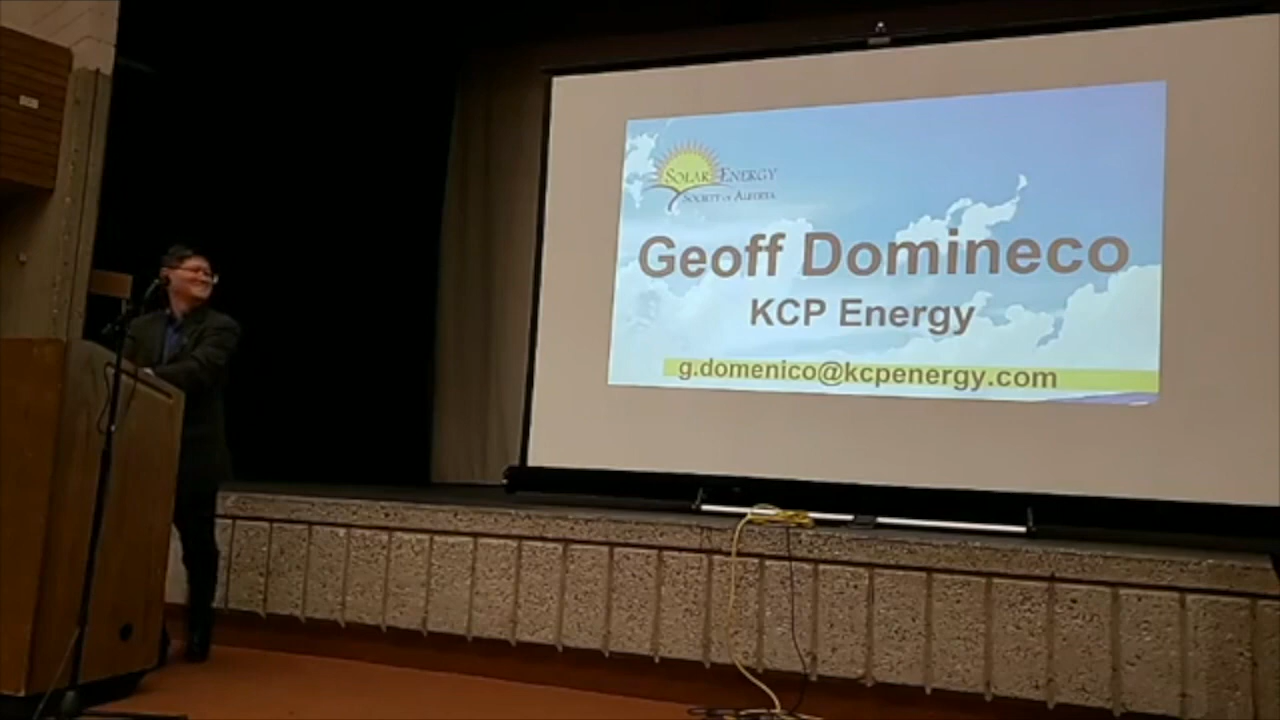 SOLAR ENERGY
SOCIETY OF ALBERTA
Geoff Domineco
KCP Energy
g.domenico@kcpenergy.com